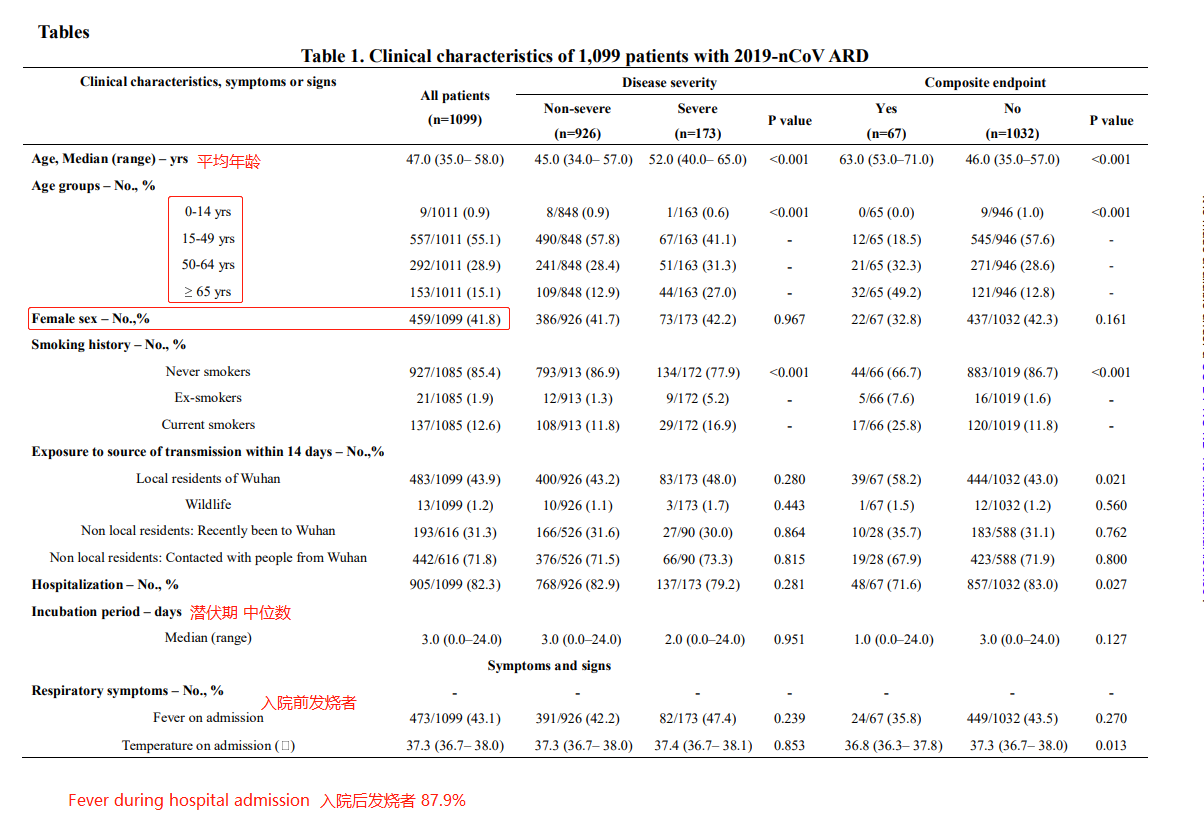 Tables
Table 1. Clinical characteristics of 1,099 patients with 2019-nCoV ARD
Clinical characteristics, symptoms or signs All patients (n=1099) Disease severity Composite endpoint
Non-severe (n=926) Severe (n=173) P value Yes (n=67) No (n=1032) P value
Age, Median (range) – yrs 平均年龄 47.0 (35.0– 58.0) 45.0 (34.0– 57.0) 52.0 (40.0– 65.0) <0.001 63.0 (53.0–71.0) 46.0 (35.0–57.0) <0.001
Age groups – No., %
0-14 yrs 9/1011 (0.9) 8/848 (0.9) 1/163 (0.6) <0.001 0/65 (0.0) 9/946 (1.0) <0.001
15-49 yrs 557/1011 (55.1) 490/848 (57.8) 67/163 (41.1) - 12/65 (18.5) 545/946 (57.6) -
50-64 yrs 292/1011 (28.9) 241/848 (28.4) 51/163 (31.3) - 21/65 (32.3) 271/946 (28.6) -
≥ 65 yrs 153/1011 (15.1) 109/848 (12.9) 44/163 (27.0) - 32/65 (49.2) 121/946 (12.8) -
Female sex – No.,% 459/1099 (41.8) 386/926 (41.7) 73/173 (42.2) 0.967 22/67 (32.8) 437/1032 (42.3) 0.161
Smoking history – No., %
Never smokers 927/1085 (85.4) 793/913 (86.9) 134/172 (77.9) <0.001 44/66 (66.7) 883/1019 (86.7) <0.001
Ex-smokers 21/1085 (1.9) 12/913 (1.3) 9/172 (5.2) - 5/66 (7.6) 16/1019 (1.6) -
Current smokers 137/1085 (12.6) 108/913 (11.8) 29/172 (16.9) - 17/66 (25.8) 120/1019 (11.8) -
Exposure to source of transmission within 14 days – No.,%
Local residents of Wuhan 483/1099 (43.9) 400/926 (43.2) 83/173 (48.0) 0.280 39/67 (58.2) 444/1032 (43.0) 0.021
Wildlife 13/1099 (1.2) 10/926 (1.1) 3/173 (1.7) 0.443 1/67 (1.5) 12/1032 (1.2) 0.560
Non local residents: Recently been to Wuhan 193/616 (31.3) 166/526 (31.6) 27/90 (30.0) 0.864 10/28 (35.7) 183/588 (31.1) 0.762
Non local residents: Contacted with people from Wuhan 442/616 (71.8) 376/526 (71.5) 66/90 (73.3) 0.815 19/28 (67.9) 423/588 (71.9) 0.800
Hospitalization – No., % 905/1099 (82.3) 768/926 (82.9) 137/173 (79.2) 0.281 48/67 (71.6) 857/1032 (83.0) 0.027
Incubation period – days 潜伏期 中位数
Median (range) 3.0 (0.0–24.0) 3.0 (0.0–24.0) 2.0 (0.0–24.0) 0.951 1.0 (0.0–24.0) 3.0 (0.0–24.0) 0.127
Symptoms and signs
Respiratory symptoms – No., % - - - - - - -
入院前发烧者
Fever on admission 473/1099 (43.1) 391/926 (42.2) 82/173 (47.4) 0.239 24/67 (35.8) 449/1032 (43.5) 0.270
Temperature on admission (□) 37.3 (36.7– 38.0) 37.3 (36.7– 38.0) 37.4 (36.7– 38.1) 0.853 36.8 (36.3– 37.8) 37.3 (36.7– 38.0) 0.013
Fever during hospital admission 入院后发烧者 87.9%